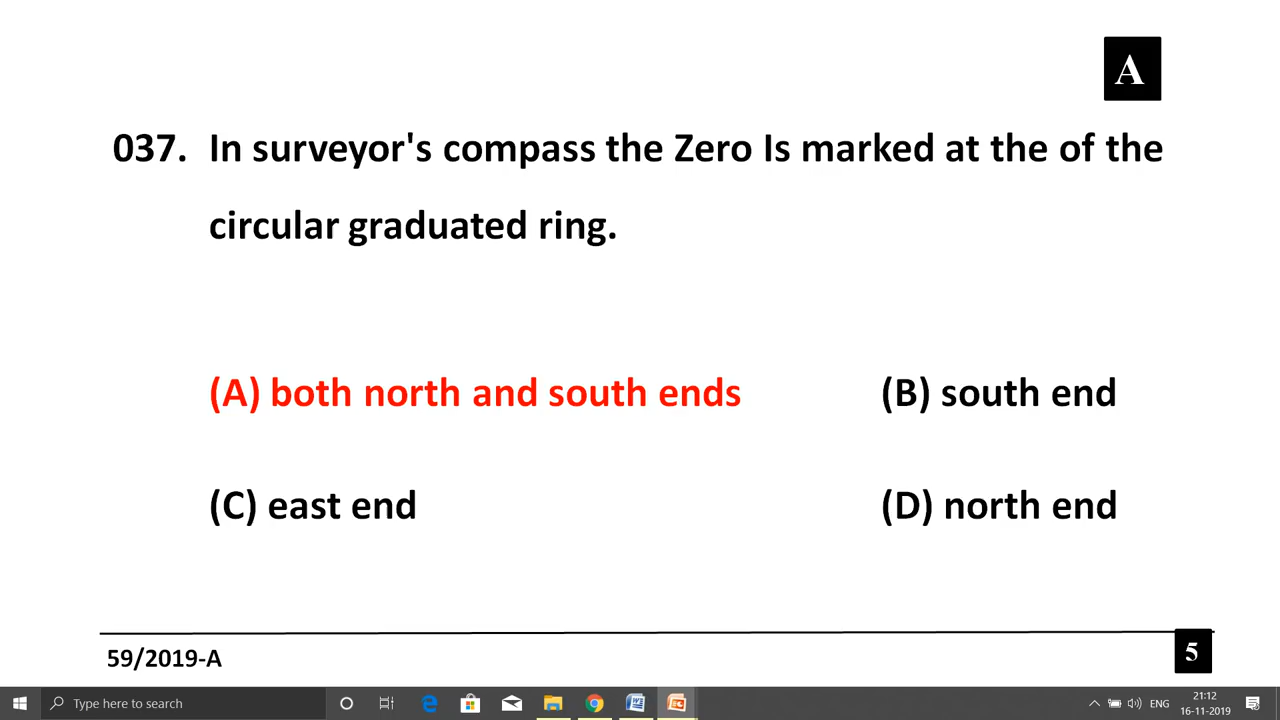 A
037. In surveyor's compass the Zero Is marked at the of the
circular graduated ring.
(A) both north and south ends (B) south end
(C) east end (D) north end
59/2019-A 5
Type here to search
ENG
21:12
16-11-2019